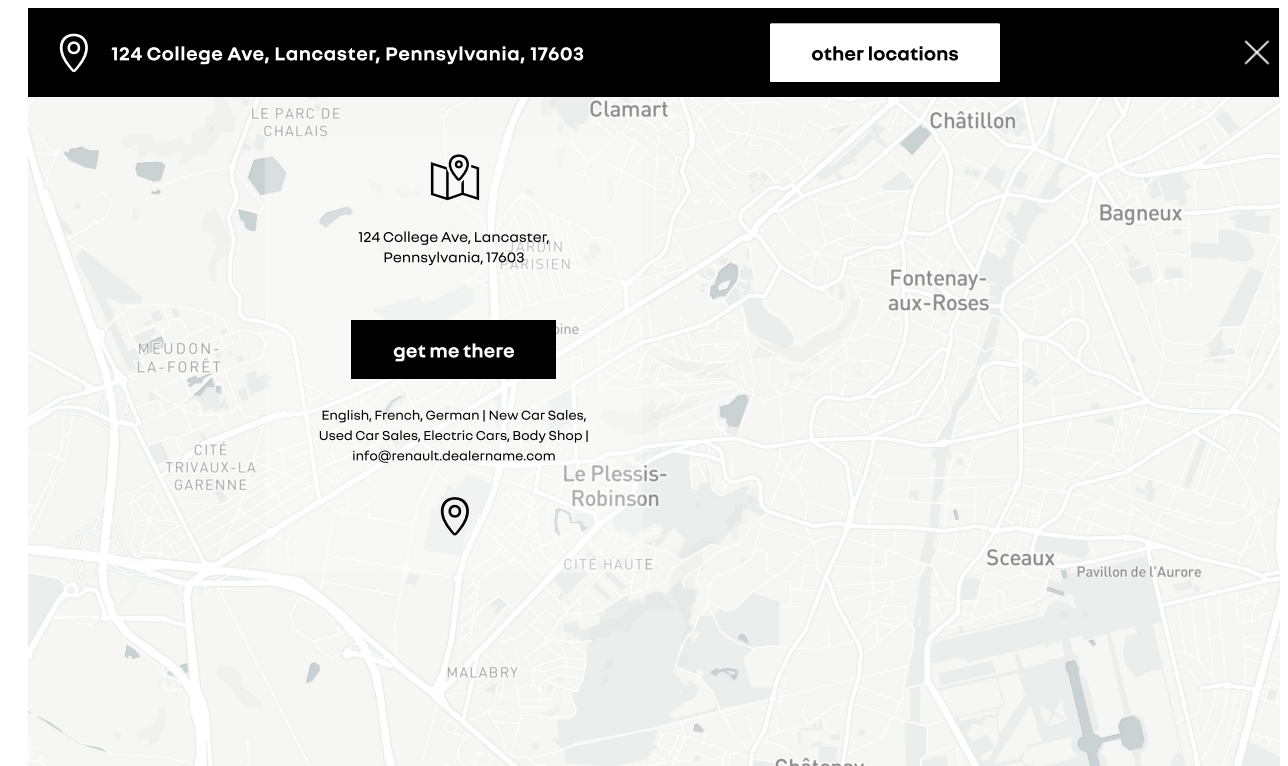 124 College Ave, Lancaster, Pennsylvania, 17603
other locations
LE PARC DE
CHALAIS
Clamart
Châtillon
Bagneux
124 College Ave, Lancaster,
Pennsylvania, 17603
JARDIN
PARISIEN
Fontenay-
aux-Roses
get me there
MEUDON-
LA-FORÊT
English, French, German | New Car Sales,
Used Car Sales, Electric Cars, Body Shop |
info@renault.dealername.com
CITÉ
TRIVAUX-LA
GARENNE
Le Plessis-
Robinson
CITÉ HAUTE
Sceaux
Pavillon de l'Aurore
MALABRY
Châtenay